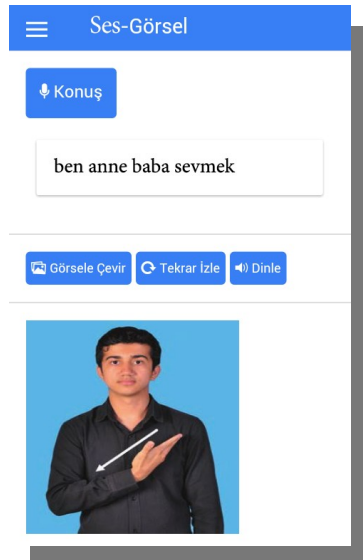 Ses-Görsel
Konuş
ben anne baba sevmek
Görsele Çevir Tekrar İzle Dinle